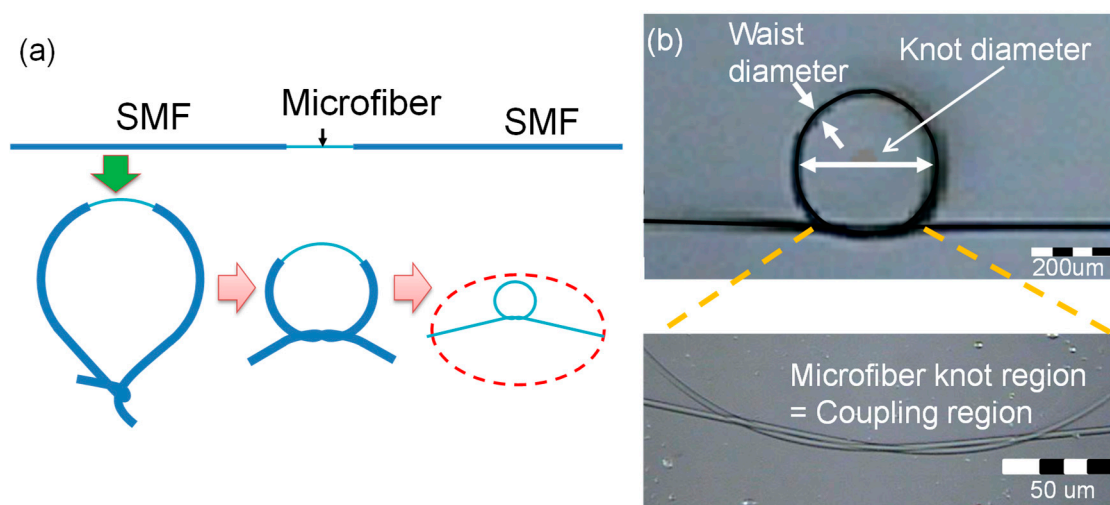 (a)
SMF
Microfiber
SMF
(b)
Waist
diameter
Knot diameter
200um
Microfiber knot region
= Coupling region
50 um